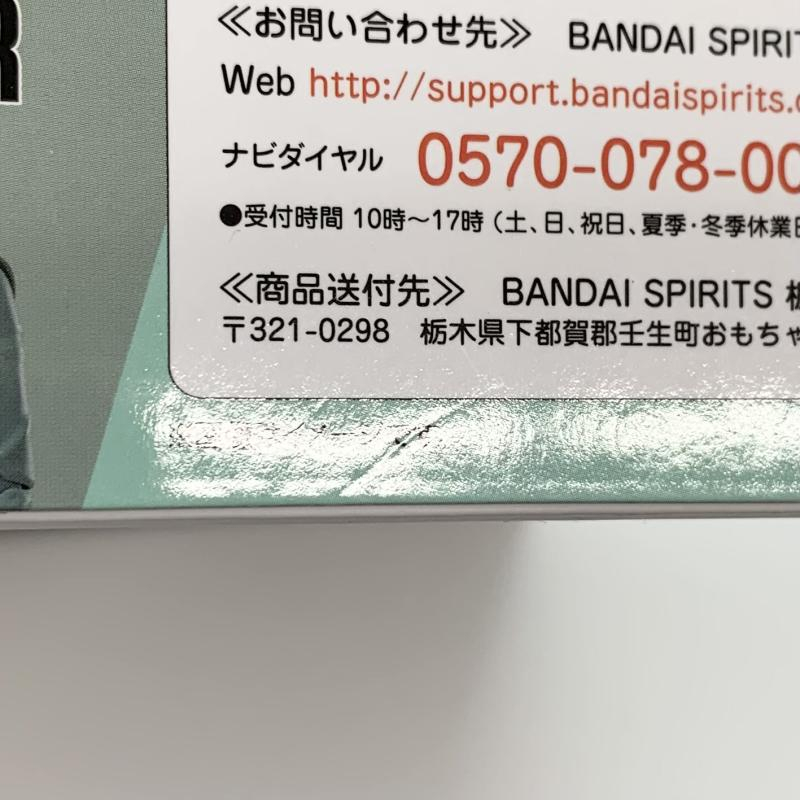 R
≪お問い合わせ先≫ BANDAI SPIRIT
Web http://support.bandaispirits.c
ナビダイヤル 0570-078-00
●受付時間 10時〜17時（土、日、祝日、夏季・冬季休業日
≪商品送付先≫ BANDAI SPIRITS 栃
〒321-0298 栃木県下都賀郡壬生町おもちゃ